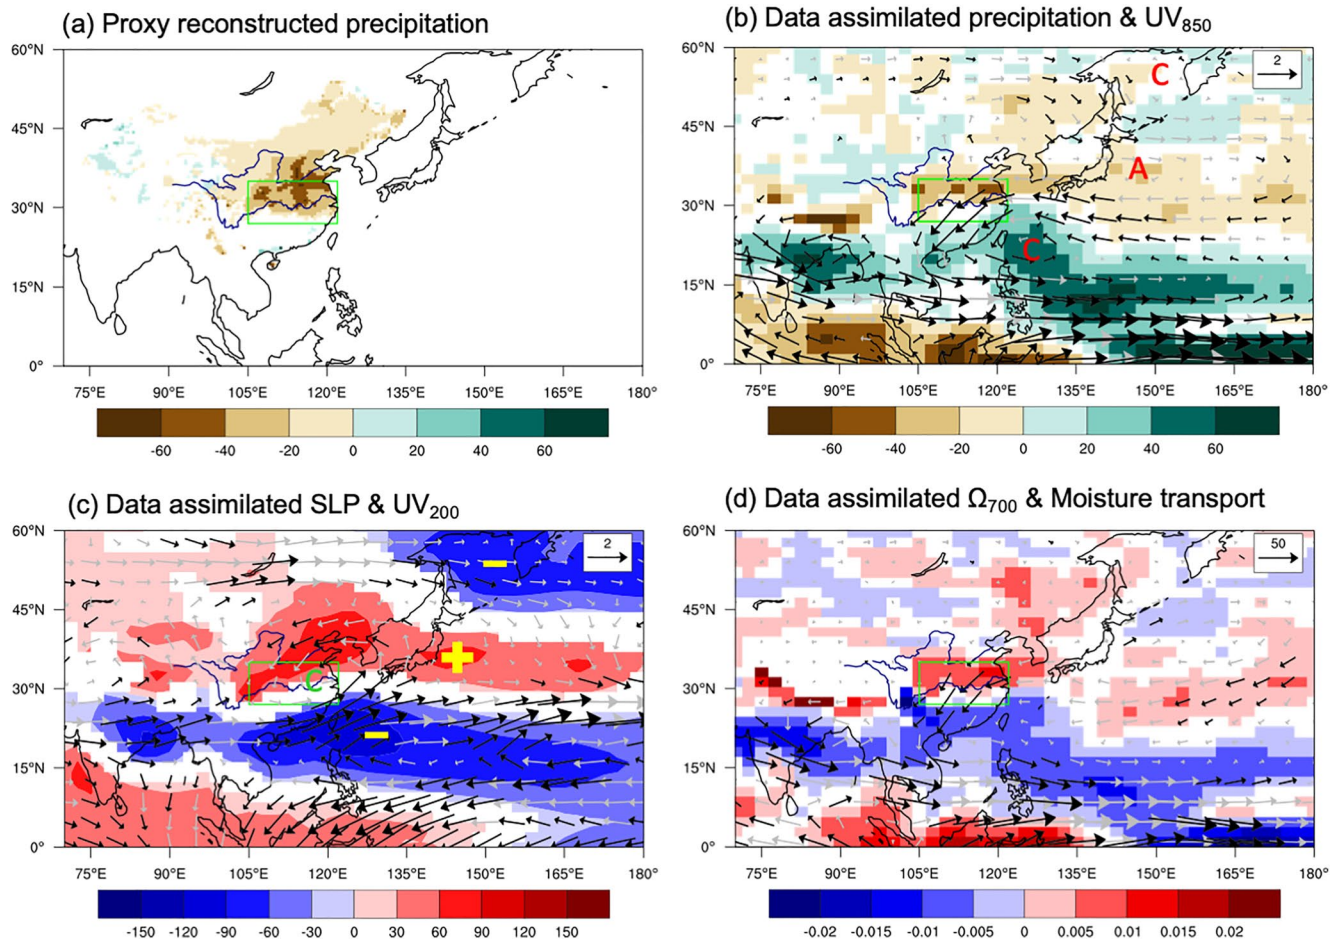 (a) Proxy reconstructed precipitation
60°N
45°N
30°N
15°N
0°
75°E 90°E 105°E 120°E 135°E 150°E 165°E 180°
-60 -40 -20 0 20 40 60
(b) Data assimilated precipitation & UV₈₅₀
60°N
45°N
30°N
15°N
0°
2
C
A
C
75°E 90°E 105°E 120°E 135°E 150°E 165°E 180°
-60 -40 -20 0 20 40 60
(c) Data assimilated SLP & UV₂₀₀
60°N
45°N
30°N
15°N
0°
2
−
+
C
−
75°E 90°E 105°E 120°E 135°E 150°E 165°E 180°
-150 -120 -90 -60 -30 0 30 60 90 120 150
(d) Data assimilated Ω₇₀₀ & Moisture transport
60°N
45°N
30°N
15°N
0°
50
75°E 90°E 105°E 120°E 135°E 150°E 165°E 180°
-0.02 -0.015 -0.01 -0.005 0 0.005 0.01 0.015 0.02